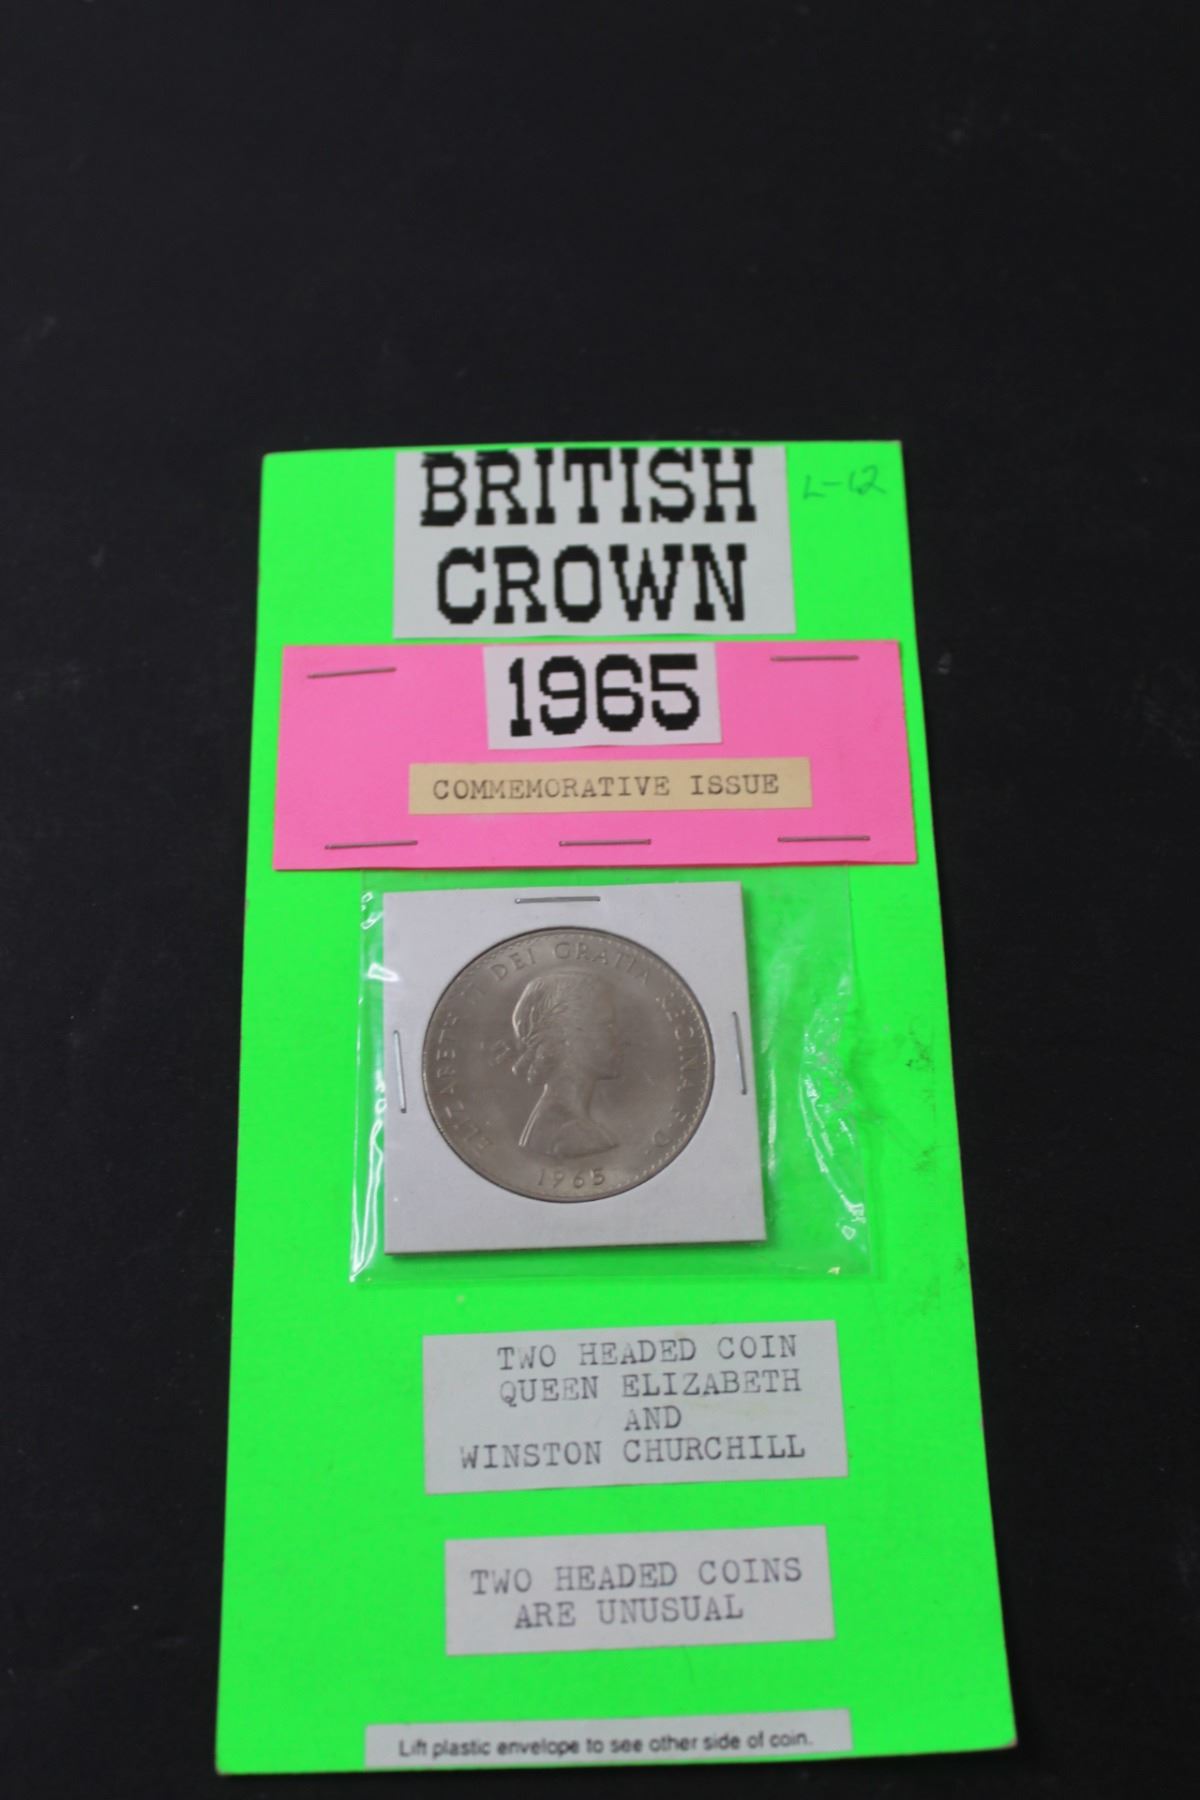 BRITISH
CROWN
L-12
1965
COMMEMORATIVE ISSUE
ELIZABETH II DEI GRATIA REGINA F.D.
1965
TWO HEADED COIN
QUEEN ELIZABETH
AND
WINSTON CHURCHILL
TWO HEADED COINS
ARE UNUSUAL
Lift plastic envelope to see other side of coin.